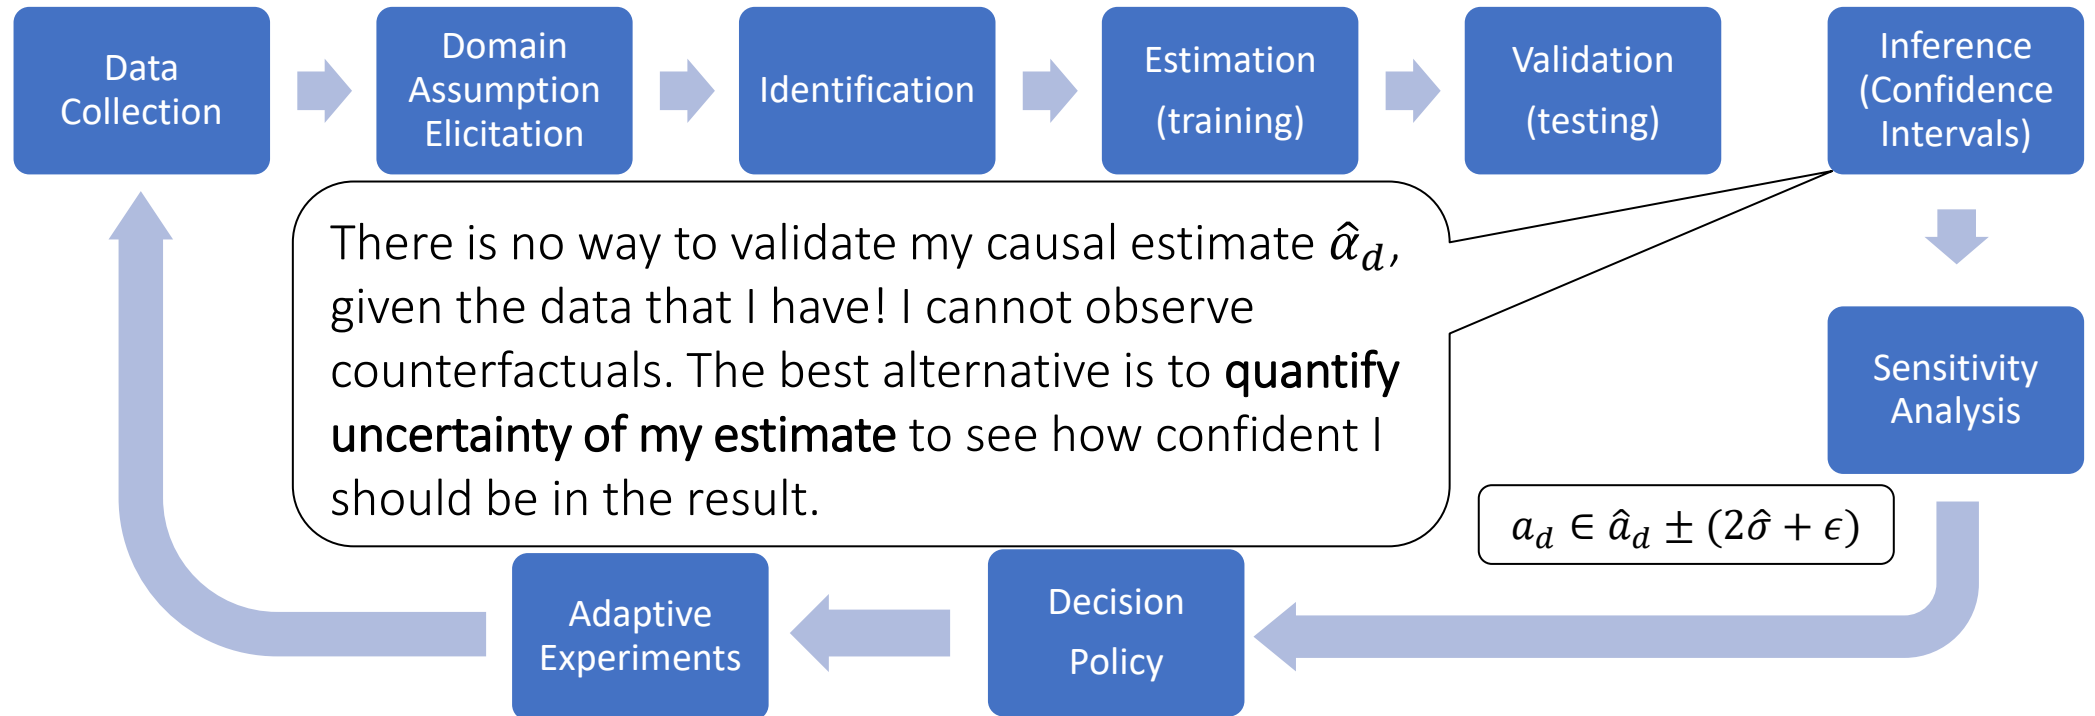 Data
Collection
Domain
Assumption
Elicitation
Identification
Estimation
(training)
Validation
(testing)
Inference
(Confidence
Intervals)
There is no way to validate my causal estimate α̂_d,
given the data that I have! I cannot observe
counterfactuals. The best alternative is to quantify
uncertainty of my estimate to see how confident I
should be in the result.
Sensitivity
Analysis
a_d ∈ â_d ± (2σ̂ + ϵ)
Decision
Policy
Adaptive
Experiments